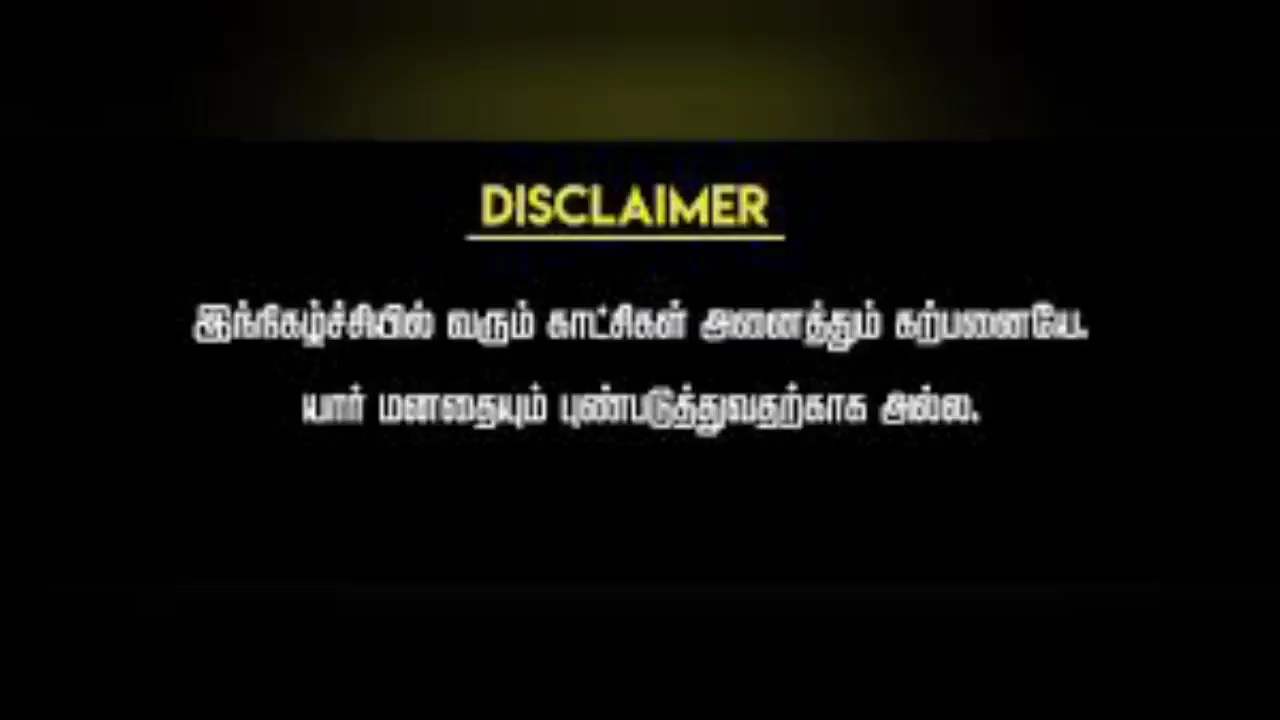 DISCLAIMER
இந்நிகழ்ச்சியில் வரும் காட்சிகள் அனைத்தும் கற்பனையே.
யார் மனதையும் புண்படுத்துவதற்காக அல்ல.